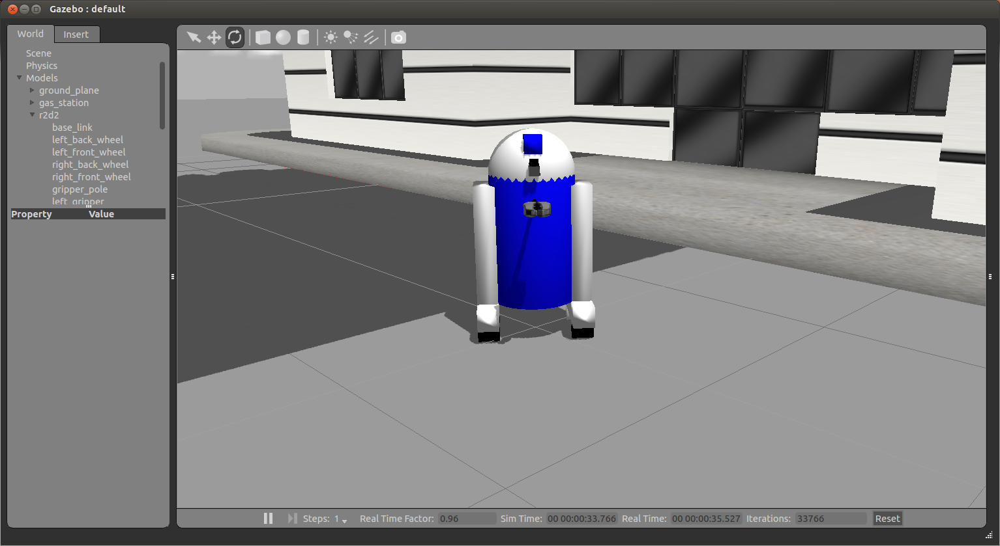 Gazebo : default
World Insert
Scene
Physics
Models
ground_plane
gas_station
r2d2
base_link
left_back_wheel
left_front_wheel
right_back_wheel
right_front_wheel
gripper_pole
left_gripper
Property Value
Steps: 1 Real Time Factor: 0.96 Sim Time: 00 00:00:33.766 Real Time: 00 00:00:35.527 Iterations: 33766 Reset